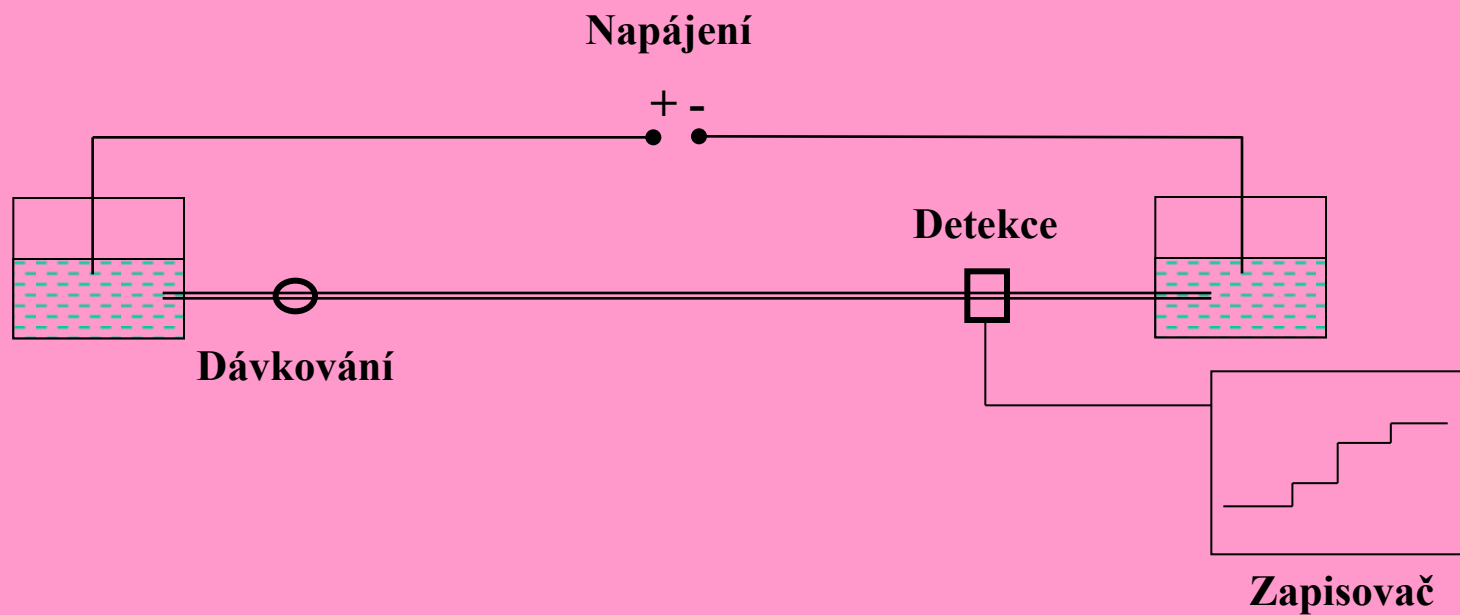 Napájení
+ -
Detekce
Dávkování
Zapisovač